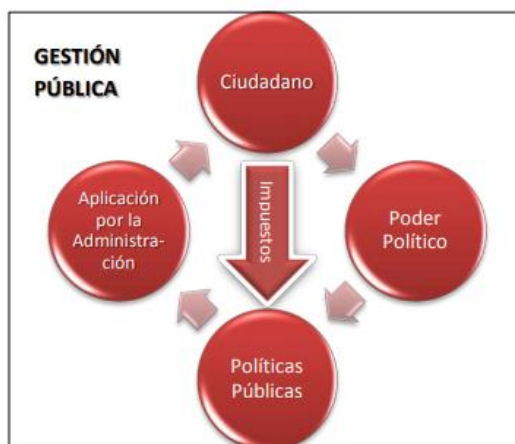 GESTIÓN
PÚBLICA
Ciudadano
Aplicación
por la
Administra-
ción
Impuestos
Poder
Político
Políticas
Públicas